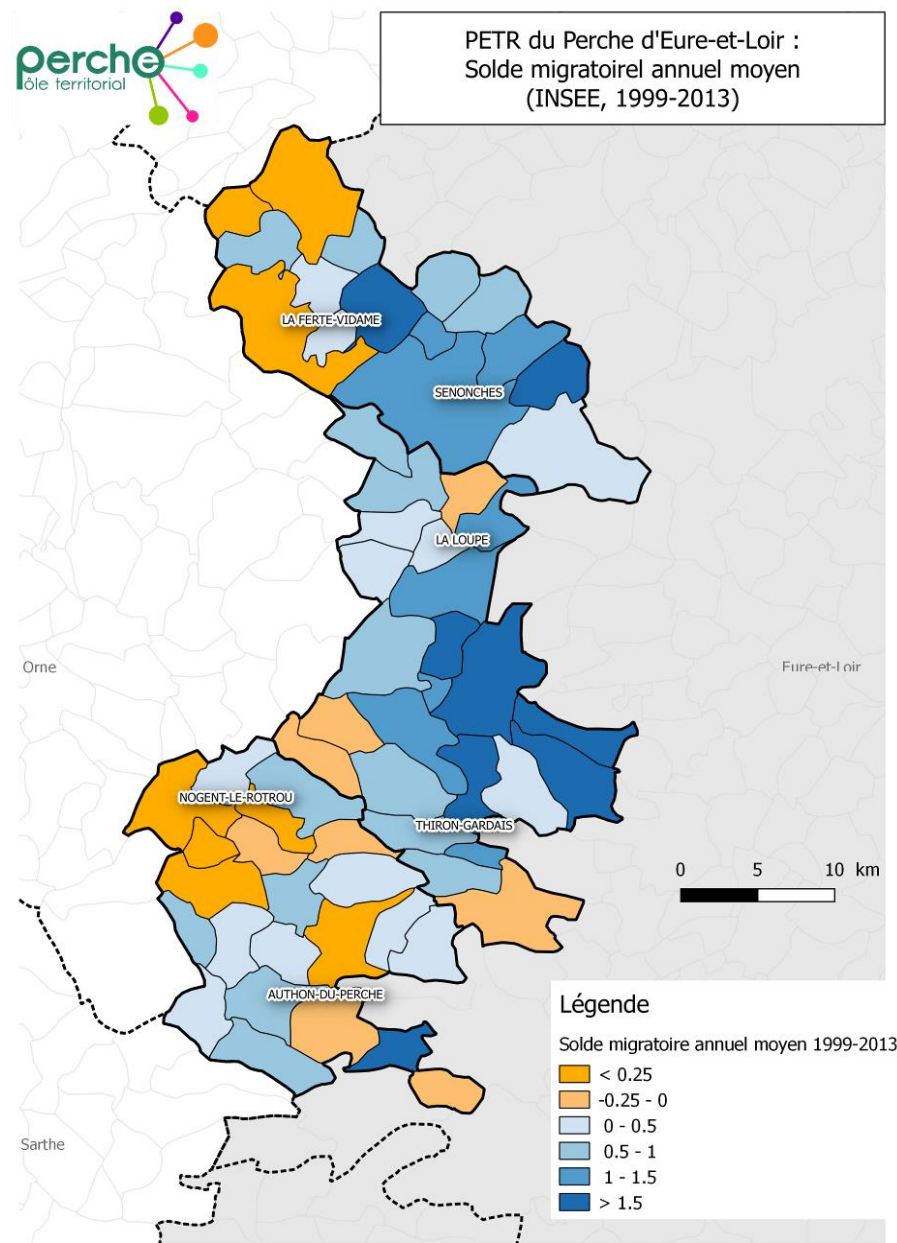 perche
Pôle territorial
PETR du Perche d'Eure-et-Loir :
Solde migratoirel annuel moyen
(INSEE, 1999-2013)
LA FERTE-VIDAME
SENONCHES
LA LOUPE
Orne
Eure-et-Loir
NOGENT-LE-ROTROU
THIRON-GARDAIS
0 5 10 km
AUTHON-DU-PERCHE
Légende
Solde migratoire annuel moyen 1999-2013
< 0.25
-0.25 - 0
0 - 0.5
0.5 - 1
1 - 1.5
> 1.5
Sarthe